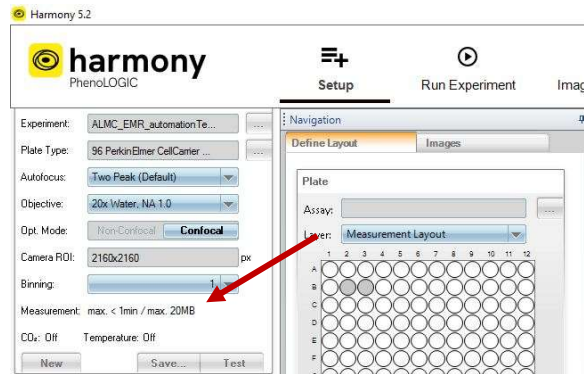 Harmony 5.2
harmony
PhenoLOGIC
Setup
Run Experiment
Experiment: ALMC_EMR_automationTe... ...
Plate Type: 96 PerkinElmer CellCarrier ... ...
Autofocus: Two Peak (Default)
Objective: 20x Water, NA 1.0
Opt. Mode: Non-Confocal Confocal
Camera ROI: 2160x2160 px
Binning: 1
Measurement: max. < 1min / max. 20MB
CO₂: Off Temperature: Off
New Save... Test
Navigation
Define Layout Images
Plate
Assay: ...
Layer: Measurement Layout
1 2 3 4 5 6 7 8 9 10 11 12
A
B
C
D
E
F